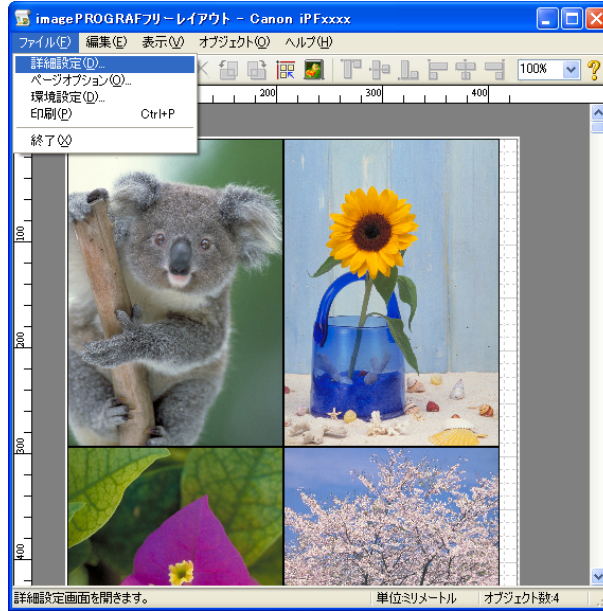 imagePROGRAFフリーレイアウト - Canon iPFxxxx
ファイル(F) 編集(E) 表示(V) オブジェクト(O) ヘルプ(H)
詳細設定(D)...
ページオプション(O)...
環境設定(D)...
印刷(P) Ctrl+P
終了(X)
100%
200 300 400
100
200
300
400
詳細設定画面を開きます。 単位:ミリメートル オブジェクト数:4